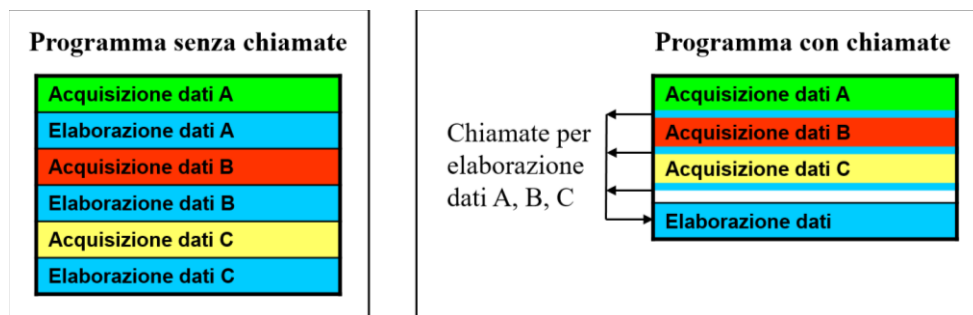 Programma senza chiamate
Acquisizione dati A
Elaborazione dati A
Acquisizione dati B
Elaborazione dati B
Acquisizione dati C
Elaborazione dati C
Programma con chiamate
Chiamate per
elaborazione
dati A, B, C
Acquisizione dati A
Acquisizione dati B
Acquisizione dati C
Elaborazione dati